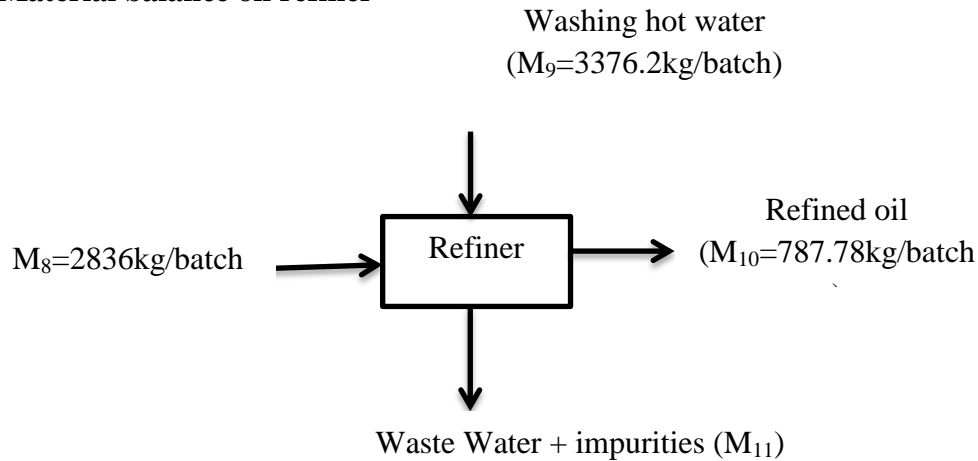 Material balance on refiner
Washing hot water
(M₉=3376.2kg/batch)
Refined oil
(M₁₀=787.78kg/batch
M₈=2836kg/batch
Refiner
Waste Water + impurities (M₁₁)